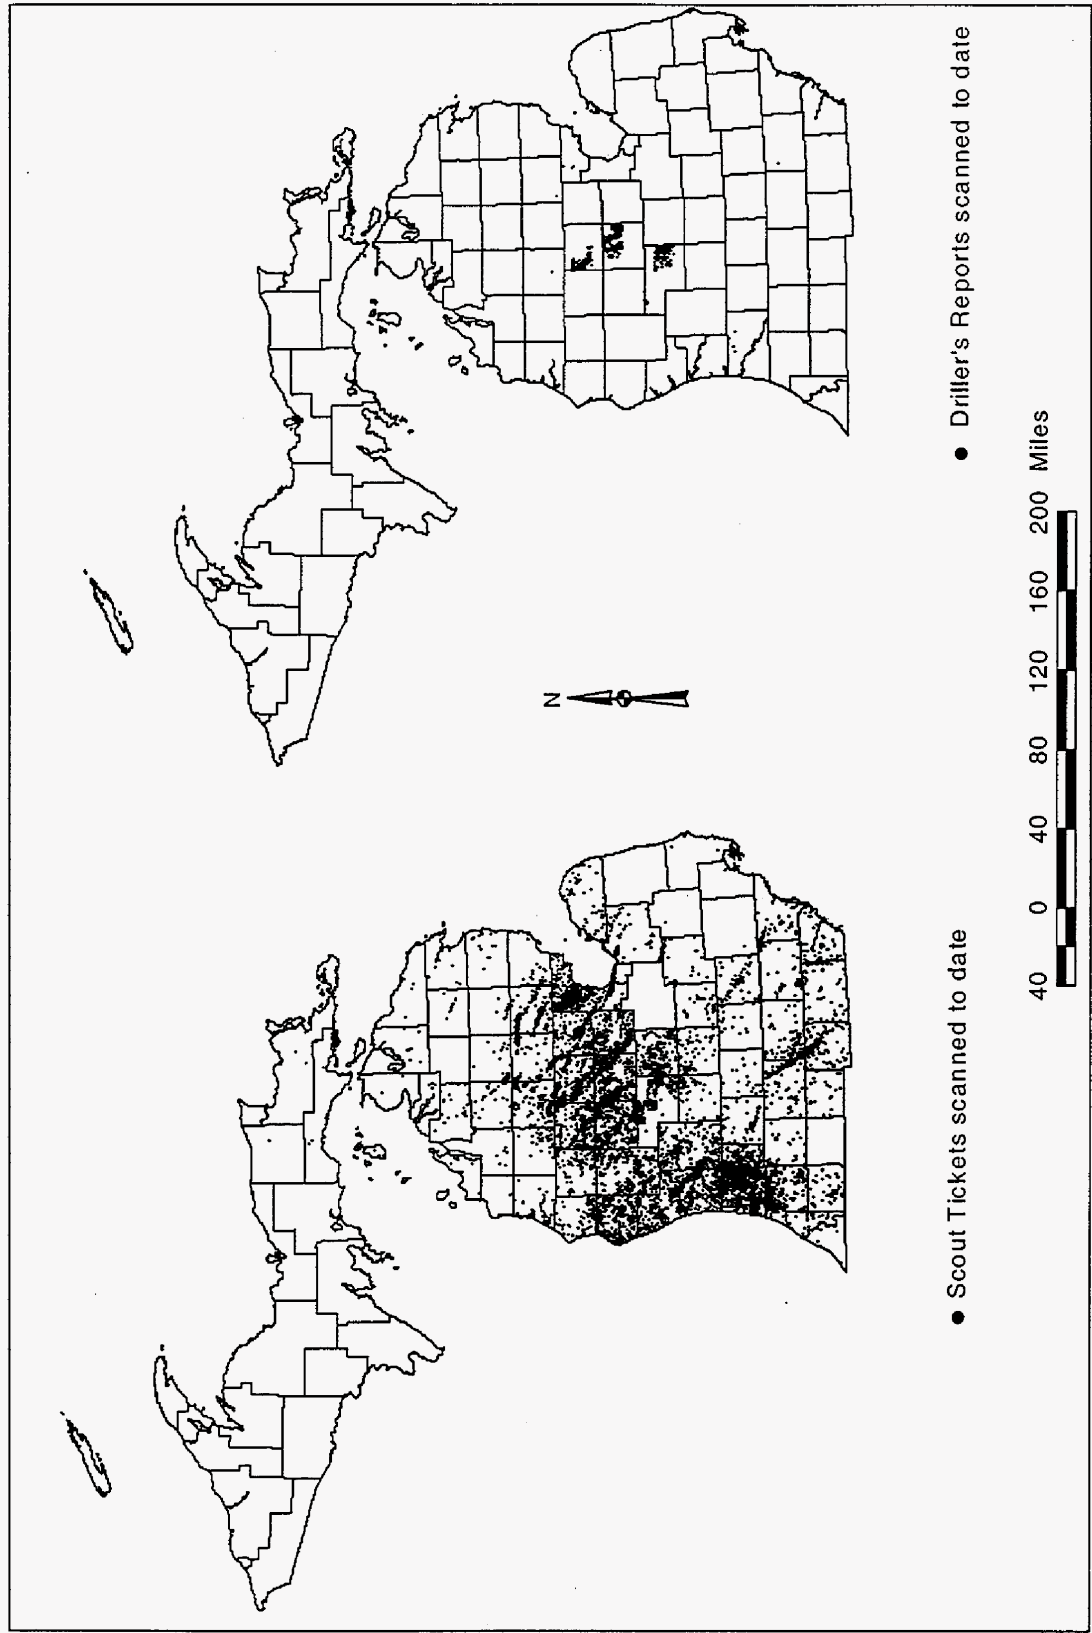 N
● Scout Tickets scanned to date
● Driller's Reports scanned to date
40 0 40 80 120 160 200 Miles